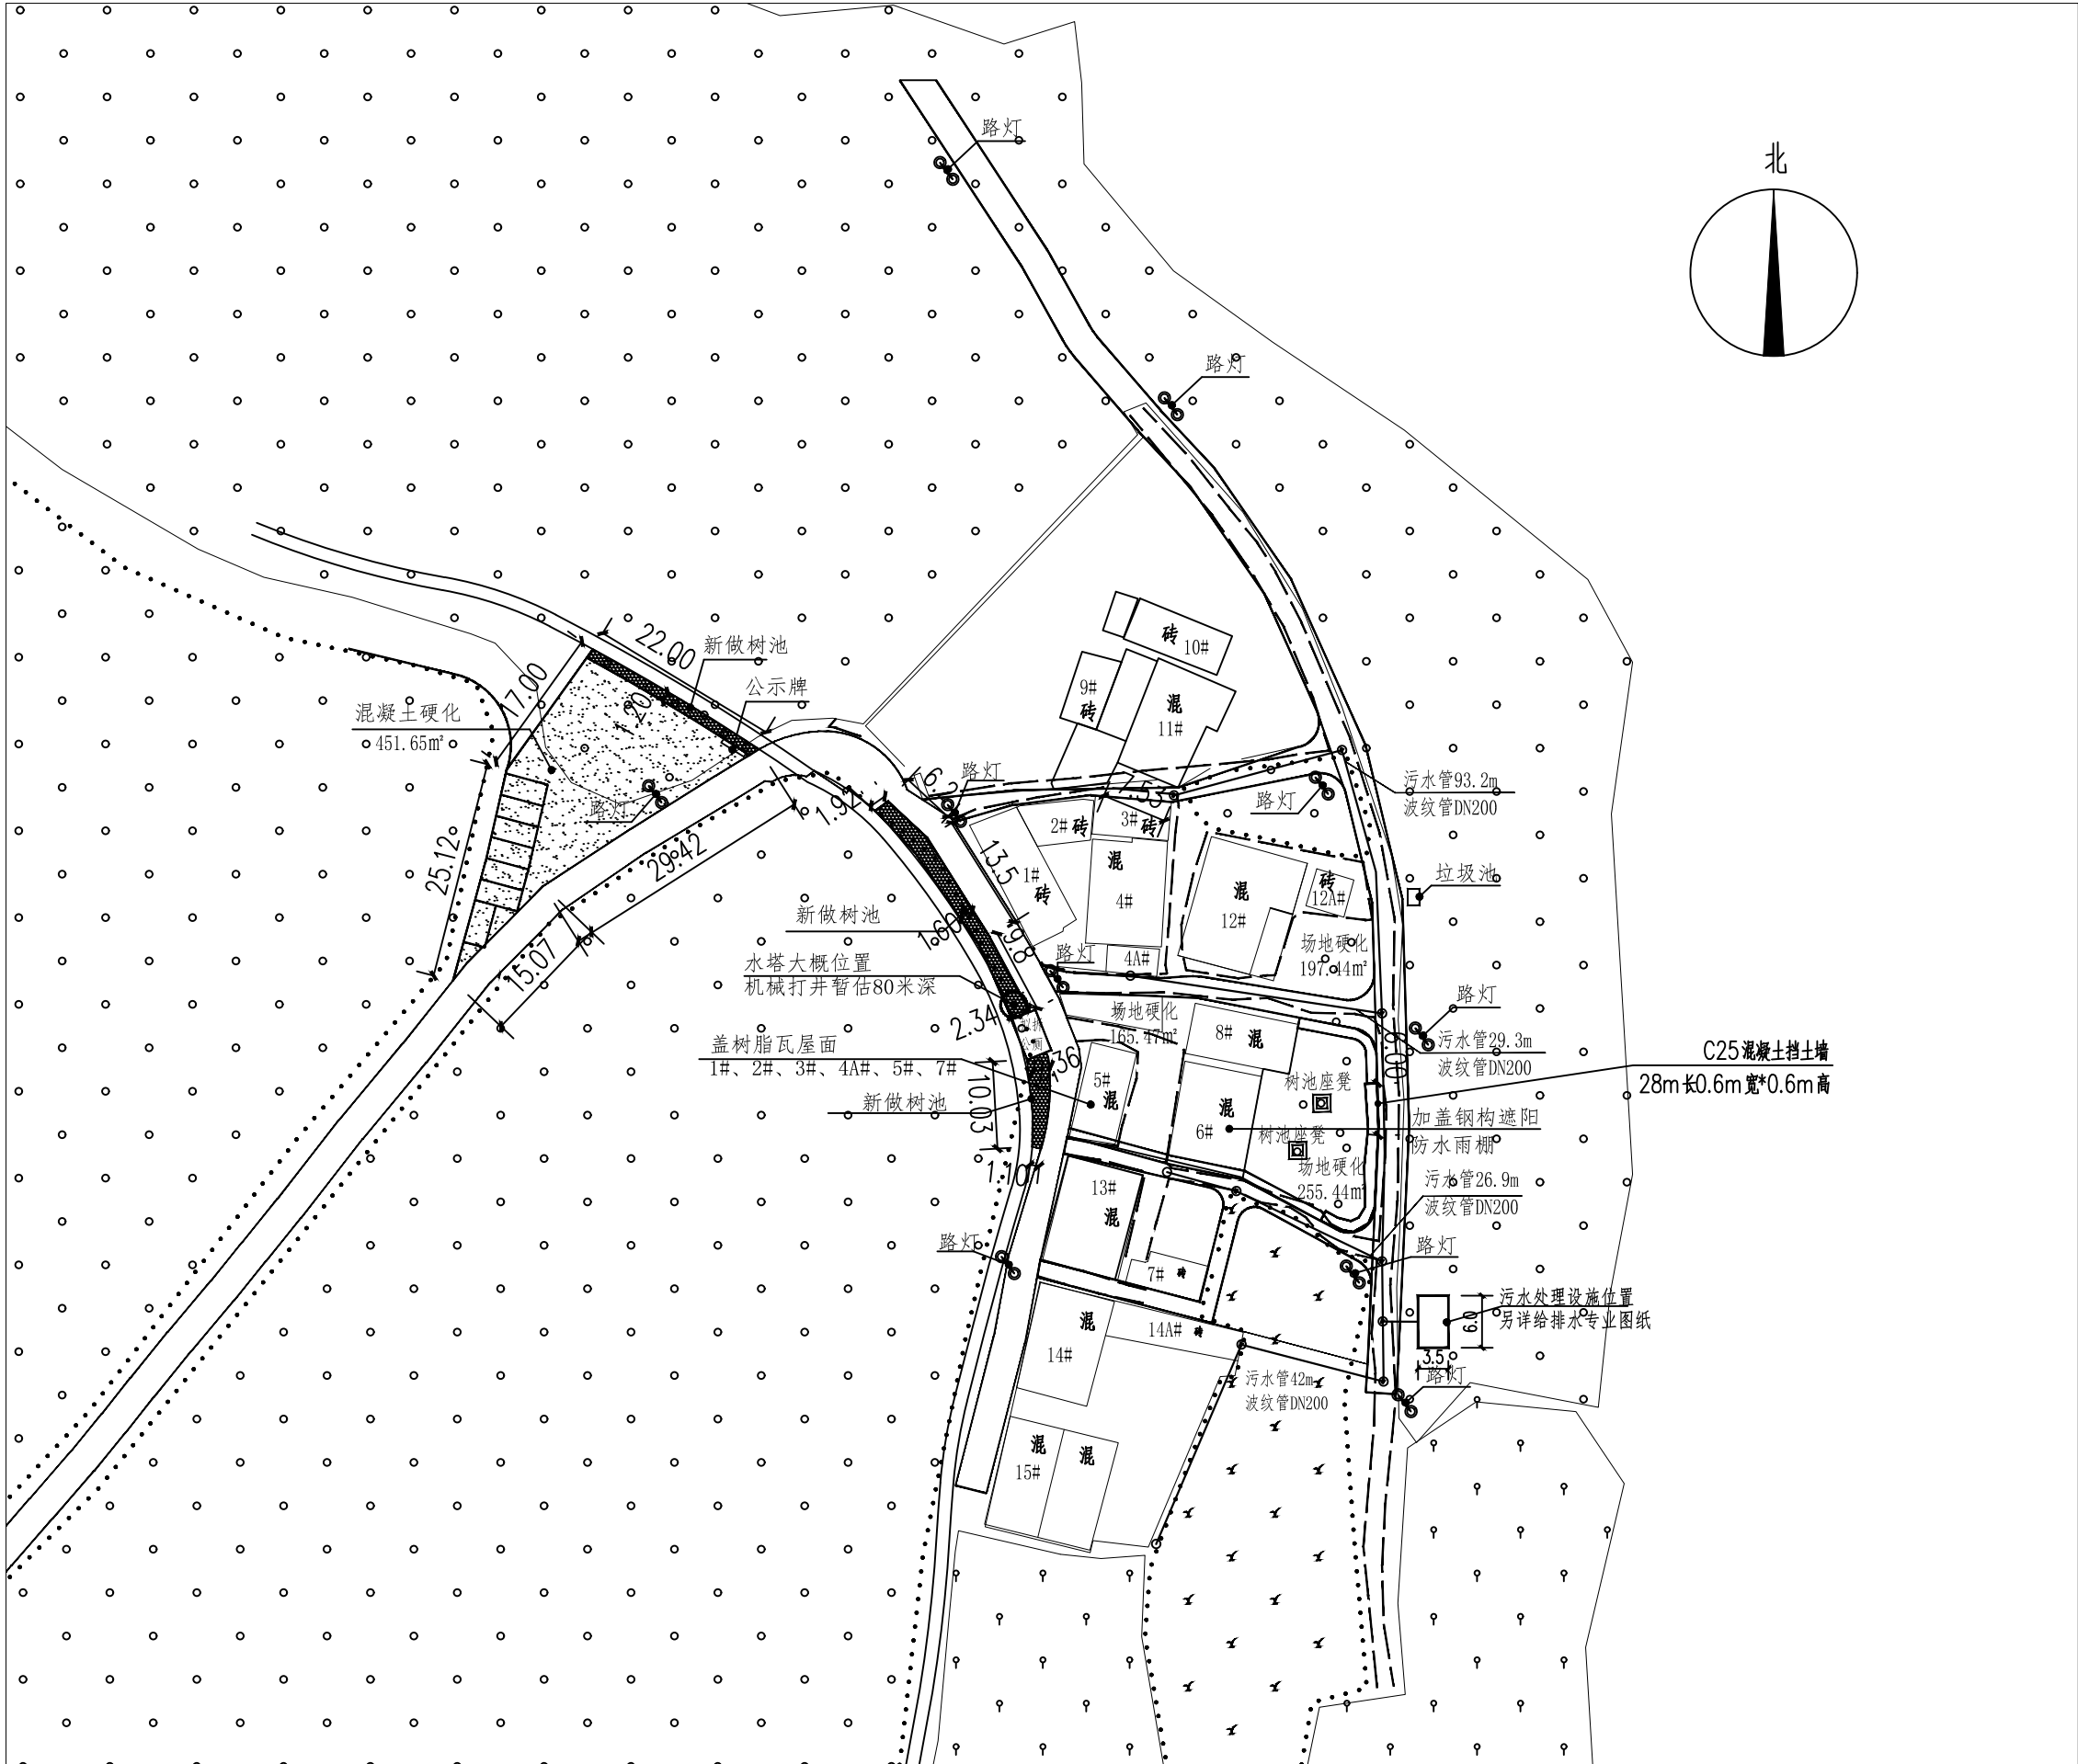 路灯
北
路灯
砖
10#
22.00
新做树池
9#
砖
混
11#
17.00
公示牌
1.20
混凝土硬化
451.65㎡
路灯
路灯
污水管93.2m
波纹管DN200
路灯
2#
砖
3#
砖
29.42
25.12
13.5
1#
砖
混
4#
混
12#
砖
12A#
垃圾池
新做树池
1.60
9.8
15.07
场地硬化
197.44㎡
水塔大概位置
机械打井暂估80米深
路灯
4A#
路灯
2.34
场地硬化
165.47㎡
8#
混
污水管29.3m
波纹管DN200
盖树脂瓦屋面
1#、2#、3#、4A#、5#、7#
C25混凝土挡土墙
28m长0.6m宽*0.6m高
5#
混
树池座凳
10.03
新做树池
混
6#
树池座凳
加盖钢构遮阳
防水雨棚
1.10
场地硬化
255.44㎡
污水管26.9m
波纹管DN200
13#
混
路灯
路灯
7#
砖
污水处理设施位置
另详给排水专业图纸
6.0
3.5
混
14#
14A#
砖
路灯
污水管42m
波纹管DN200
混
15#
混